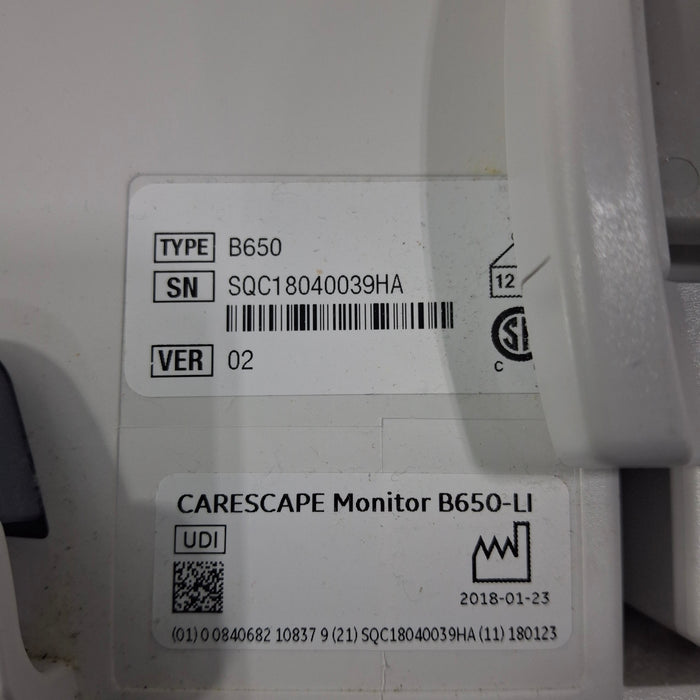 TYPE B650
SN SQC18040039HA
12
VER 02
C
CARESCAPE Monitor B650-LI
UDI
2018-01-23
(01) 0 0840682 10837 9 (21) SQC18040039HA (11) 180123